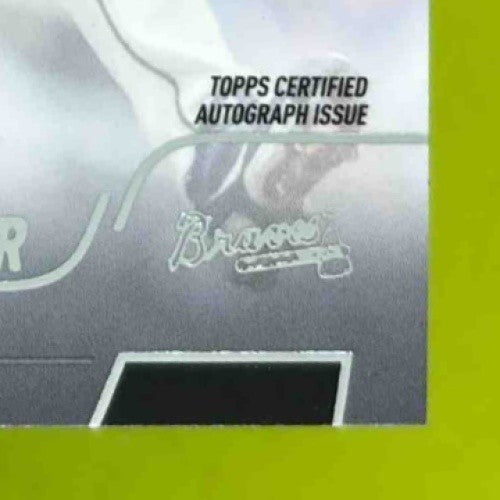 TOPPS CERTIFIED
AUTOGRAPH ISSUE
R
Braves